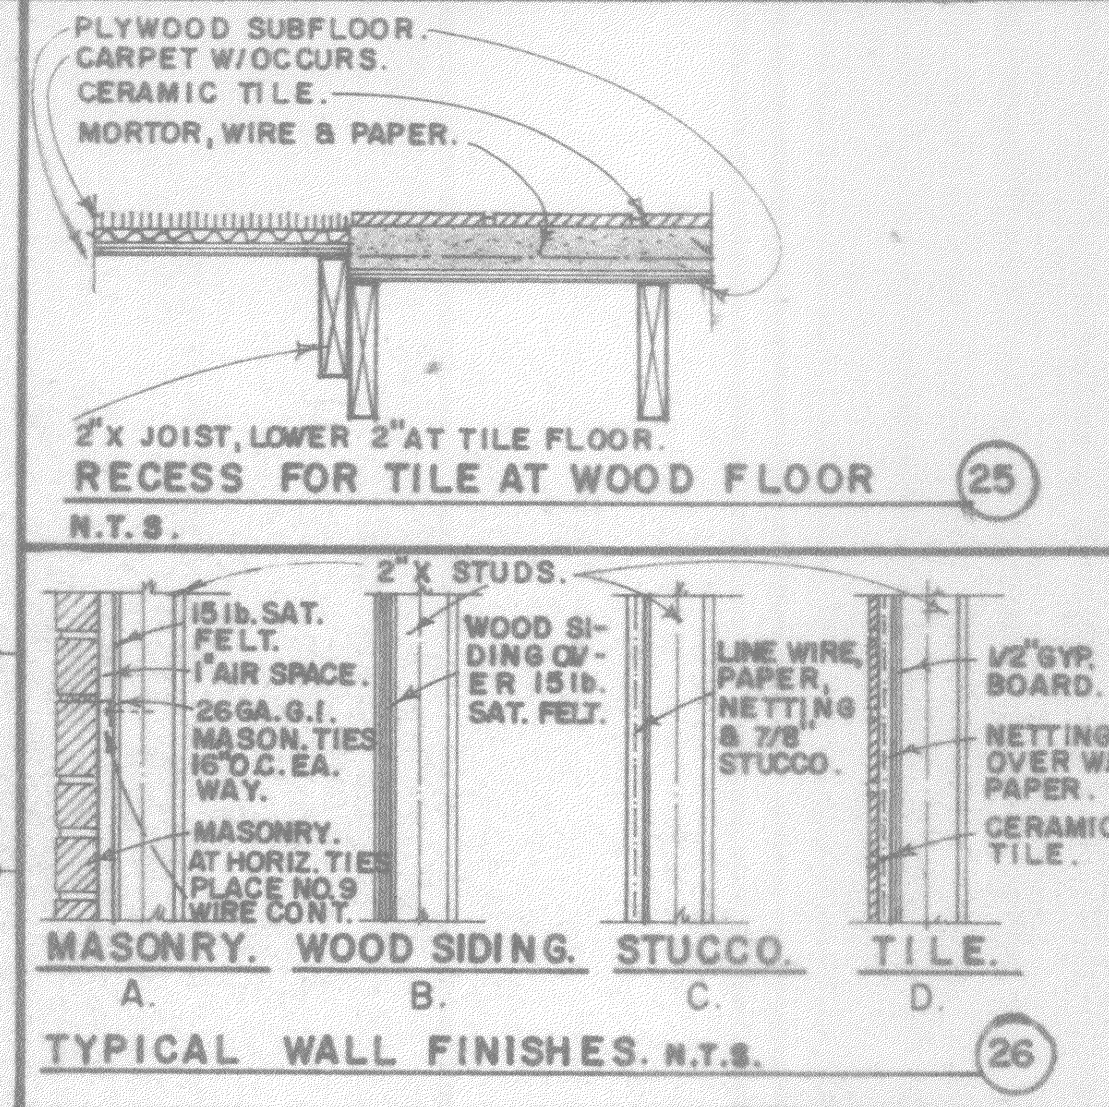 PLYWOOD SUBFLOOR.
CARPET W/OCCURS.
CERAMIC TILE.
MORTOR, WIRE & PAPER.
2"X JOIST, LOWER 2" AT TILE FLOOR.
RECESS FOR TILE AT WOOD FLOOR
25
N.T.S.
2" X STUDS.
15 lb. SAT.
FELT.
1" AIR SPACE.
26 GA. G.I.
MASON. TIES
16" O.C. EA.
WAY.
MASONRY.
AT HORIZ. TIES
PLACE NO. 9
WIRE CONT.
WOOD SI-
DING OV-
ER 15 lb.
SAT. FELT.
LINE WIRE,
PAPER,
NETTING
& 7/8"
STUCCO.
1/2" GYP.
BOARD.
NETTING
OVER WA
PAPER.
CERAMIC
TILE.
MASONRY.
A.
WOOD SIDING.
B.
STUCCO.
C.
TILE.
D.
TYPICAL WALL FINISHES. N.T.S.
26